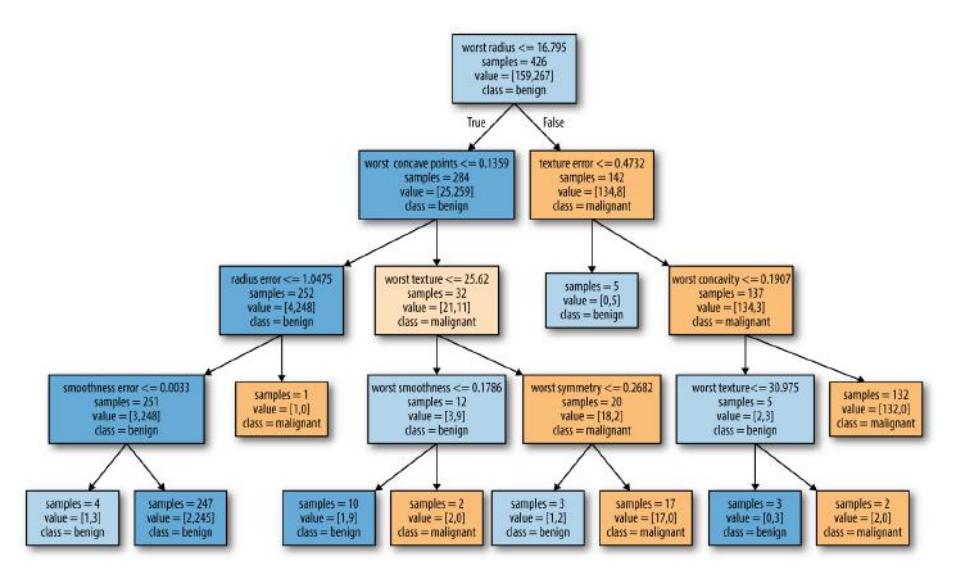 worst radius <= 16.795
samples = 426
value = [159,267]
class = benign
True
False
worst concave points <= 0.1359
samples = 284
value = [25,259]
class = benign
texture error <= 0.4732
samples = 142
value = [134,8]
class = malignant
radius error <= 1.0475
samples = 252
value = [4,248]
class = benign
worst texture <= 25.62
samples = 32
value = [21,11]
class = malignant
samples = 5
value = [0,5]
class = benign
worst concavity <= 0.1907
samples = 137
value = [134,3]
class = malignant
smoothness error <= 0.0033
samples = 251
value = [3,248]
class = benign
samples = 1
value = [1,0]
class = malignant
worst smoothness <= 0.1786
samples = 12
value = [3,9]
class = benign
worst symmetry <= 0.2682
samples = 20
value = [18,2]
class = malignant
worst texture<= 30.975
samples = 5
value = [2,3]
class = benign
samples = 132
value = [132,0]
class = malignant
samples = 4
value = [1,3]
class = benign
samples = 247
value = [2,245]
class = benign
samples = 10
value = [1,9]
class = benign
samples = 2
value = [2,0]
class = malignant
samples = 3
value = [1,2]
class = benign
samples = 17
value = [17,0]
class = malignant
samples = 3
value = [0,3]
class = benign
samples = 2
value = [2,0]
class = malignant